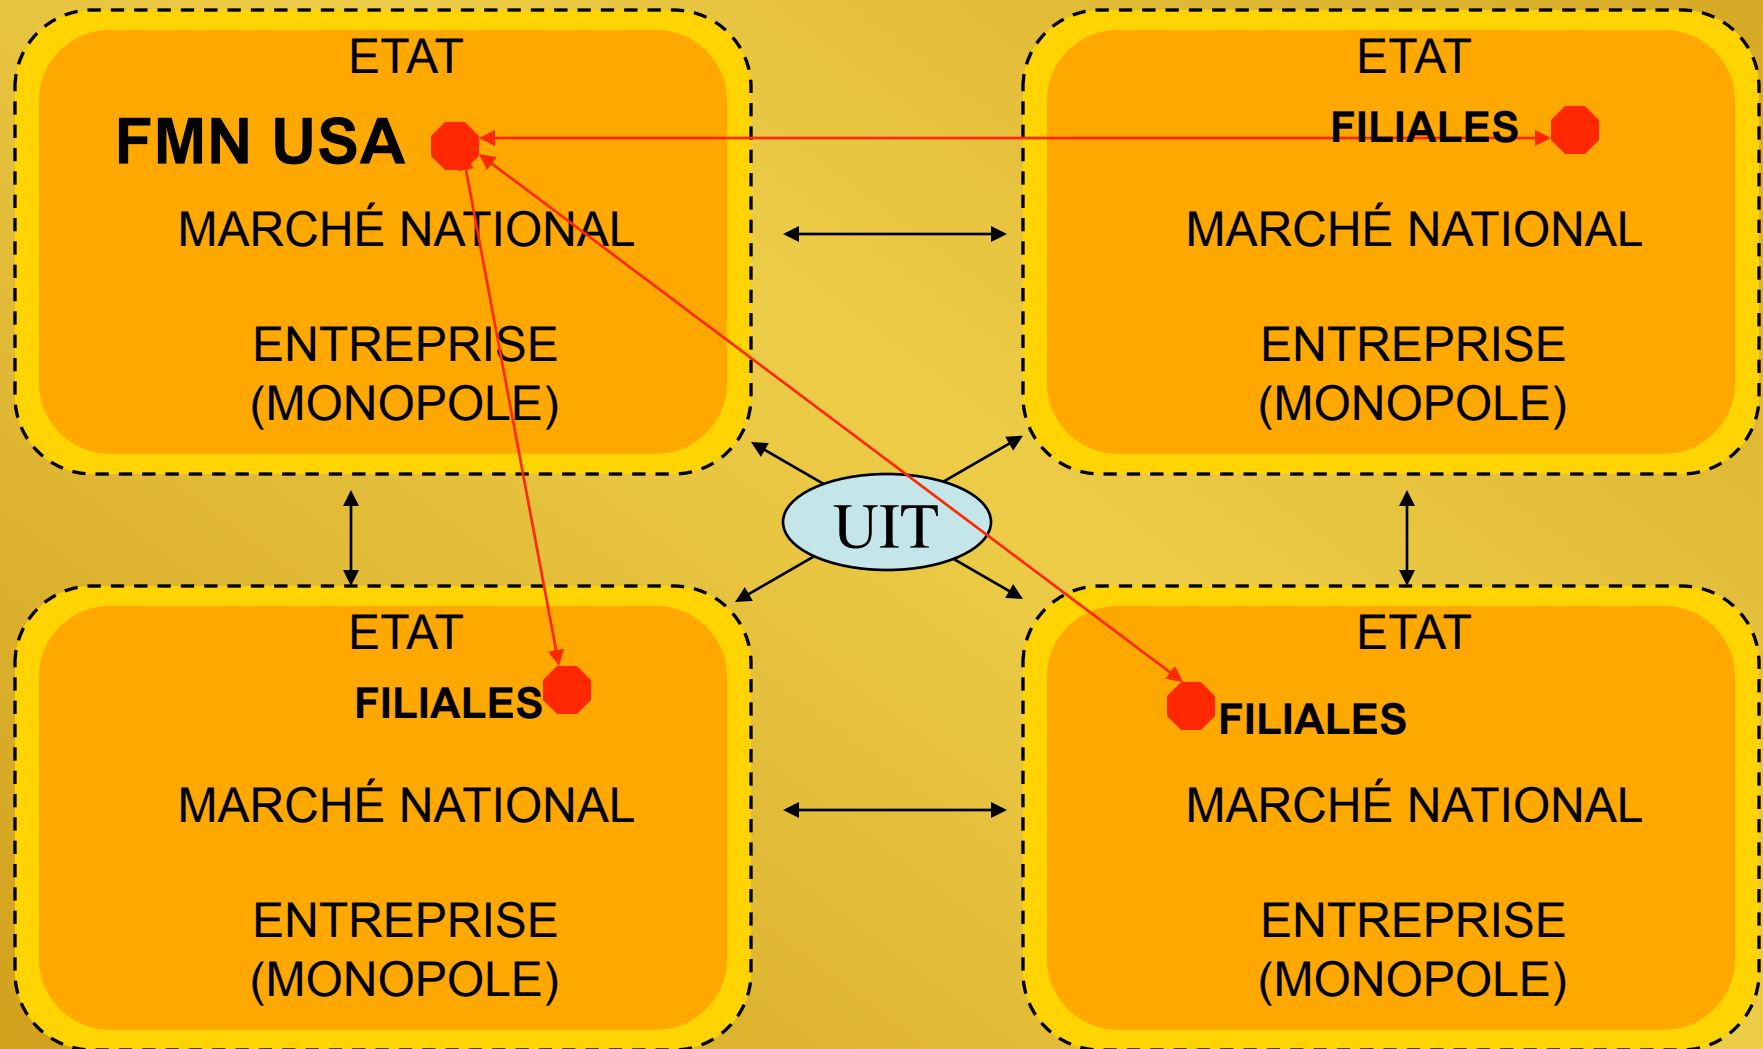 ETAT
FMN USA
MARCHÉ NATIONAL
ENTREPRISE
(MONOPOLE)
ETAT
FILIALES
MARCHÉ NATIONAL
ENTREPRISE
(MONOPOLE)
UIT
ETAT
FILIALES
MARCHÉ NATIONAL
ENTREPRISE
(MONOPOLE)
ETAT
FILIALES
MARCHÉ NATIONAL
ENTREPRISE
(MONOPOLE)